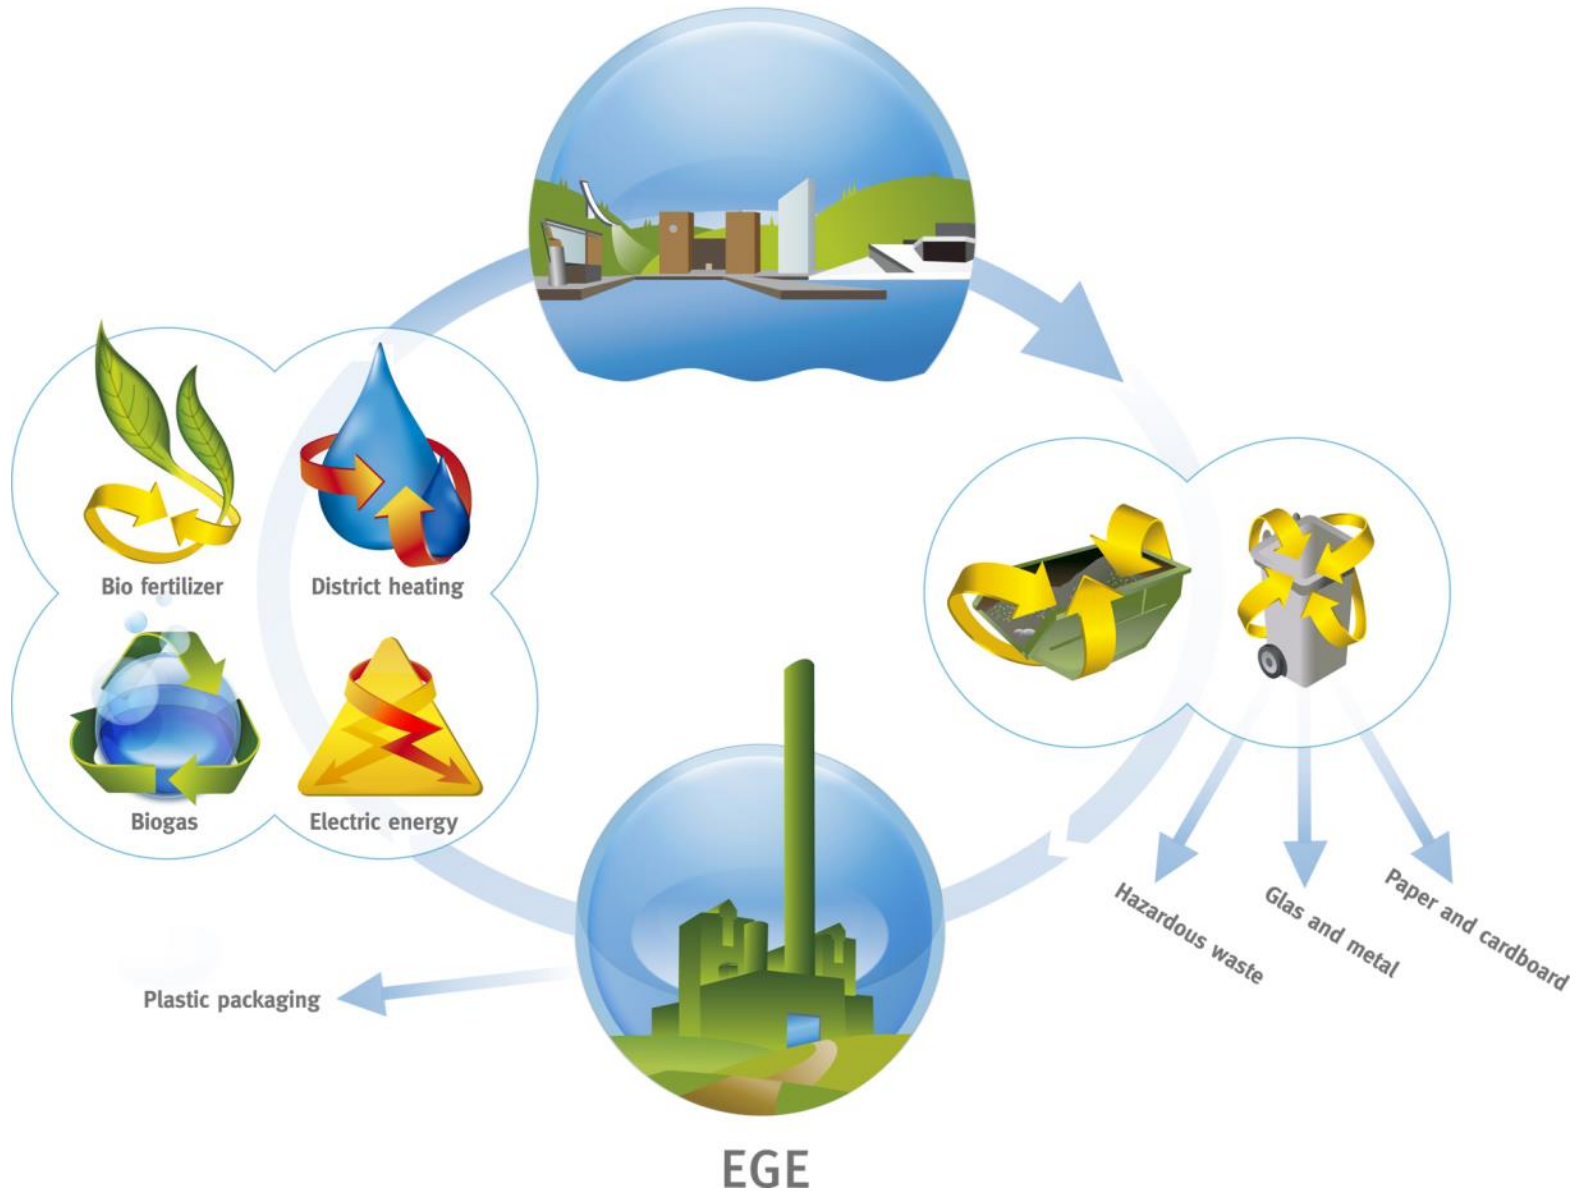 Bio fertilizer
District heating
Biogas
Electric energy
Hazardous waste
Glas and metal
Paper and cardboard
Plastic packaging
EGE